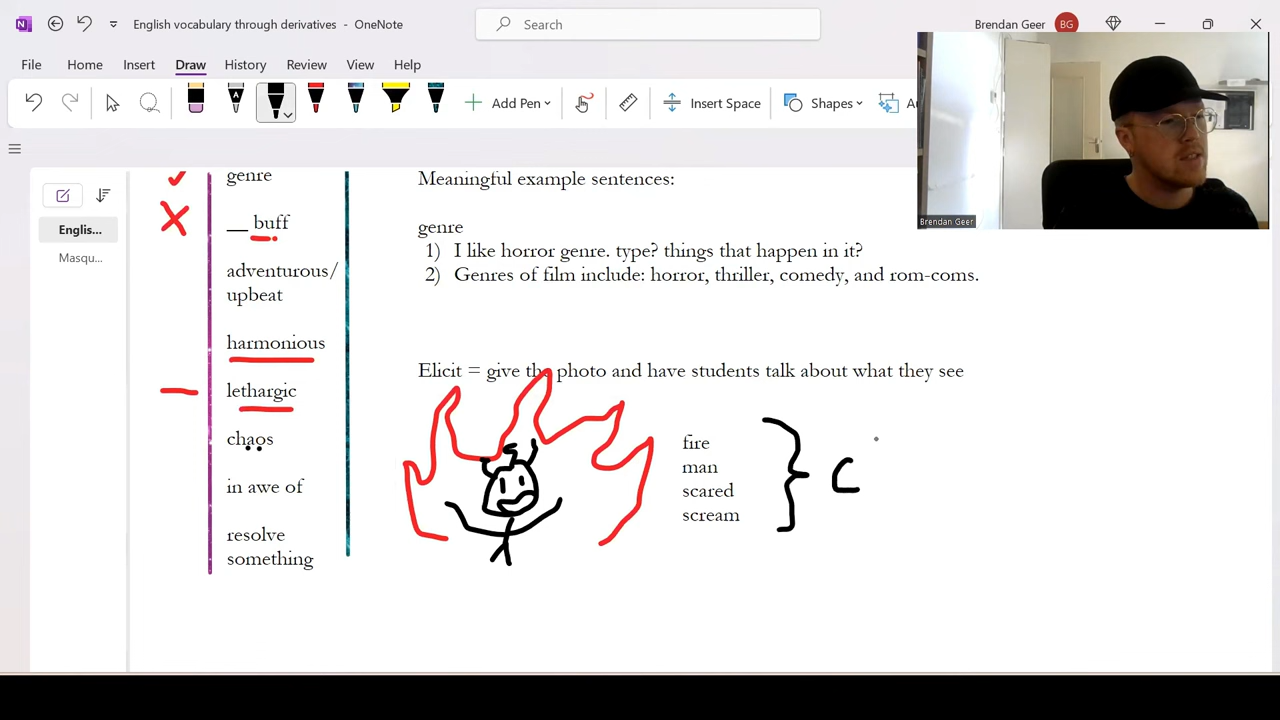 English vocabulary through derivatives - OneNote
Search
Brendan Geer
BG
File
Home
Insert
Draw
History
Review
View
Help
Add Pen
Insert Space
Shapes
Brendan Geer
Englis...
Masqu...
genre
__ buff
adventurous/
upbeat
harmonious
lethargic
chaos
in awe of
resolve
something
Meaningful example sentences:
genre
1) I like horror genre. type? things that happen in it?
2) Genres of film include: horror, thriller, comedy, and rom-coms.
Elicit = give the photo and have students talk about what they see
fire
man
scared
scream
C